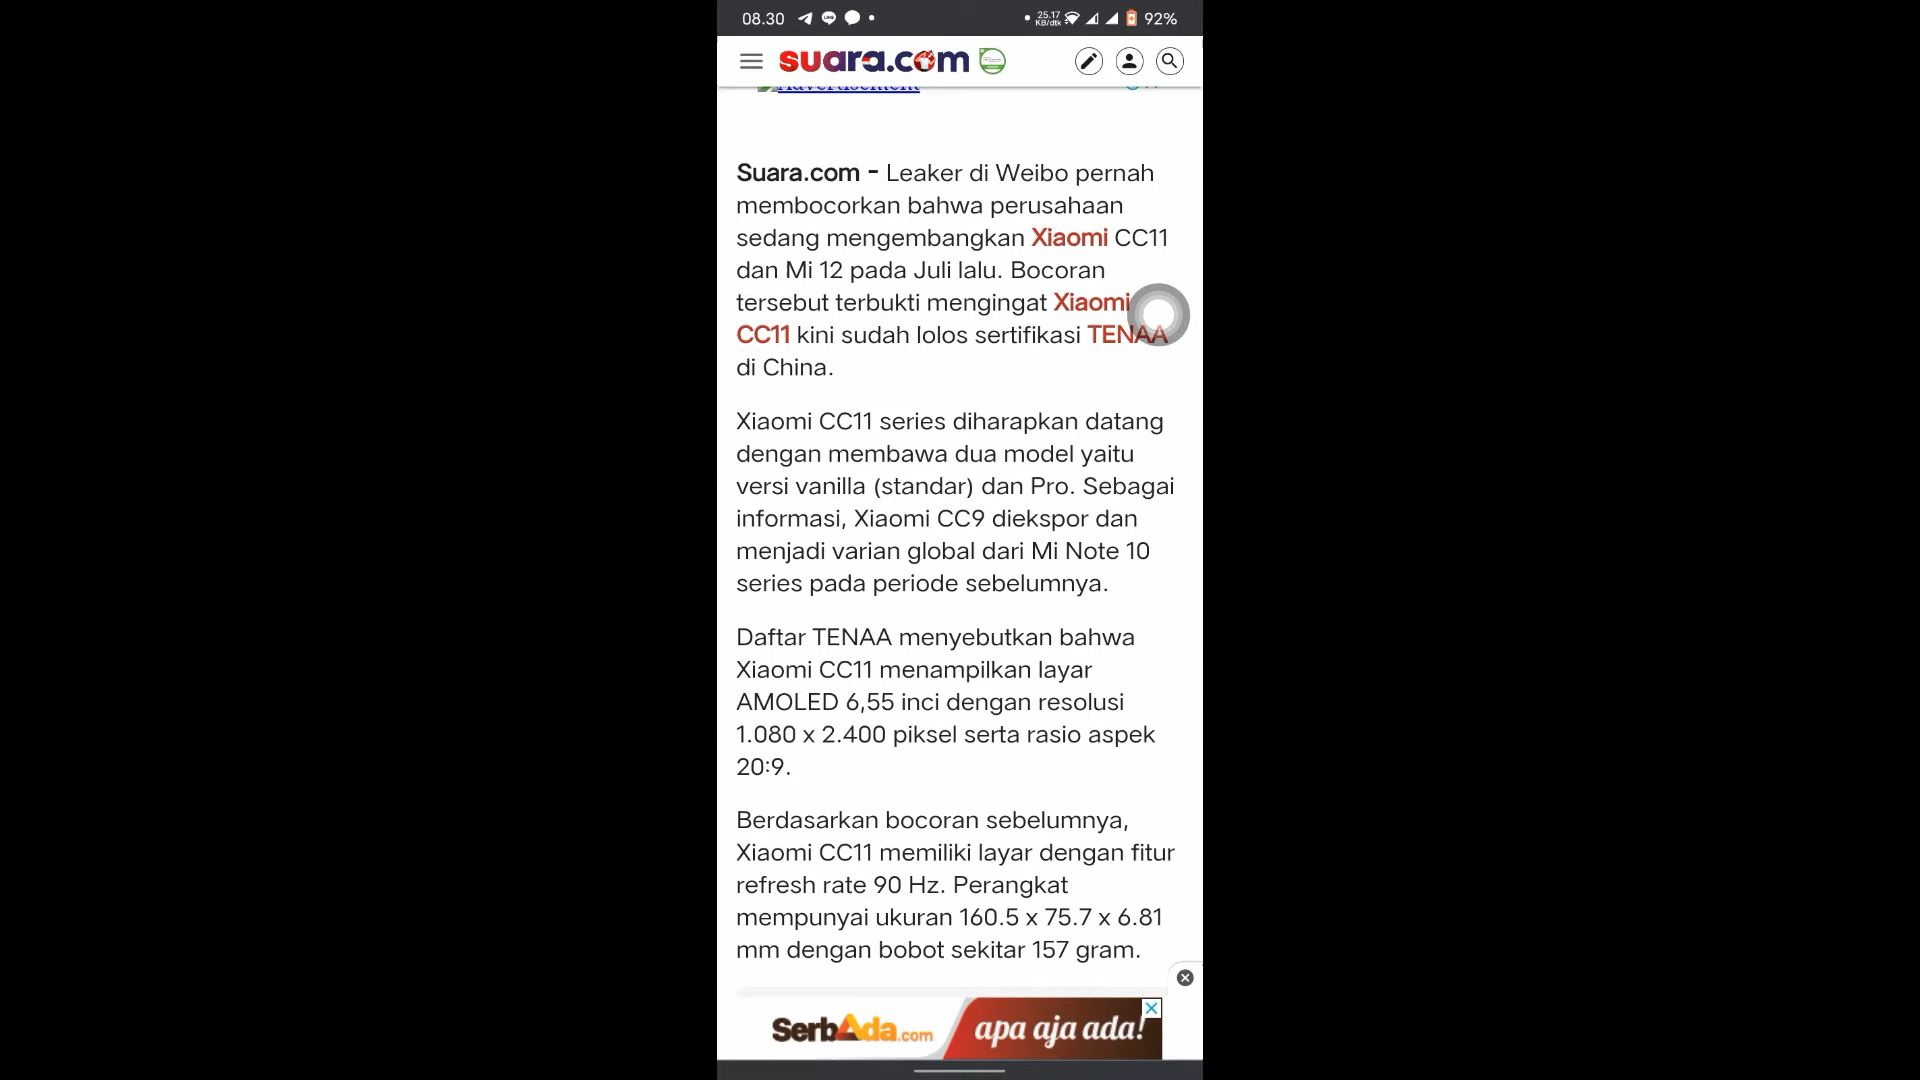 08.30 25.17 KB/dtk 92%
suara.com
Advertisement
Suara.com - Leaker di Weibo pernah
membocorkan bahwa perusahaan
sedang mengembangkan Xiaomi CC11
dan Mi 12 pada Juli lalu. Bocoran
tersebut terbukti mengingat Xiaomi
CC11 kini sudah lolos sertifikasi TENAA
di China.
Xiaomi CC11 series diharapkan datang
dengan membawa dua model yaitu
versi vanilla (standar) dan Pro. Sebagai
informasi, Xiaomi CC9 diekspor dan
menjadi varian global dari Mi Note 10
series pada periode sebelumnya.
Daftar TENAA menyebutkan bahwa
Xiaomi CC11 menampilkan layar
AMOLED 6,55 inci dengan resolusi
1.080 x 2.400 piksel serta rasio aspek
20:9.
Berdasarkan bocoran sebelumnya,
Xiaomi CC11 memiliki layar dengan fitur
refresh rate 90 Hz. Perangkat
mempunyai ukuran 160.5 x 75.7 x 6.81
mm dengan bobot sekitar 157 gram.
SerbAda.com apa aja ada!